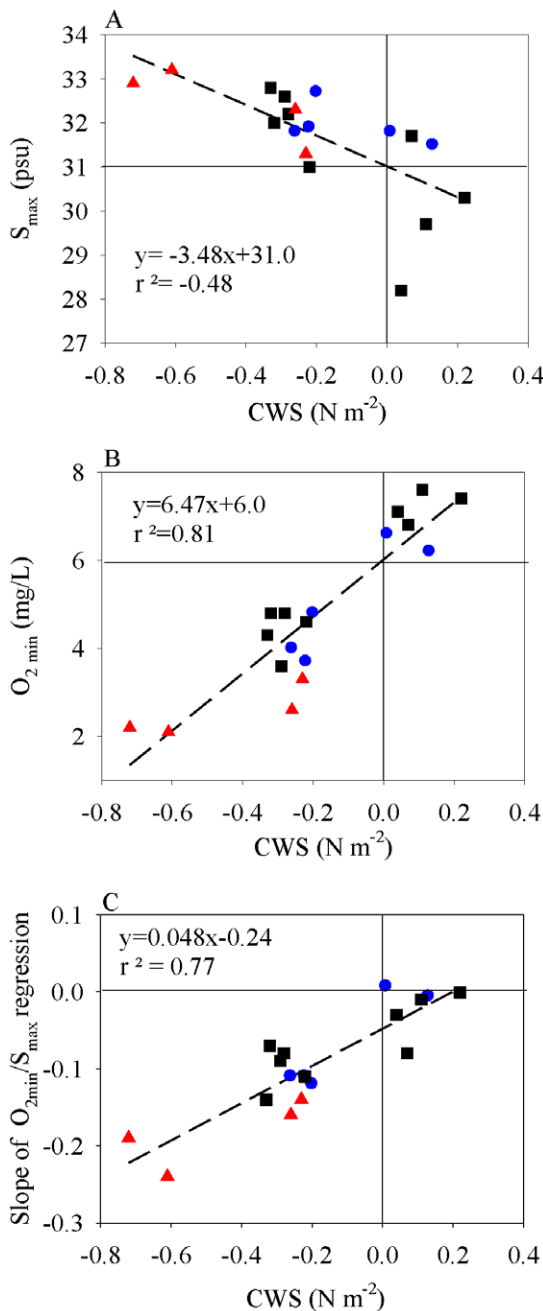 A
34
33
32
31
30
29
28
27
S_max (psu)
y= -3.48x+31.0
r ²= -0.48
-0.8 -0.6 -0.4 -0.2 0.0 0.2 0.4
CWS (N m⁻²)
B
8
6
4
2
O₂ min (mg/L)
y=6.47x+6.0
r ²=0.81
-0.8 -0.6 -0.4 -0.2 0.0 0.2 0.4
CWS (N m⁻²)
C
0.1
0.0
-0.1
-0.2
-0.3
Slope of O₂min/S_max regression
y=0.048x-0.24
r ² = 0.77
-0.8 -0.6 -0.4 -0.2 0.0 0.2 0.4
CWS (N m⁻²)